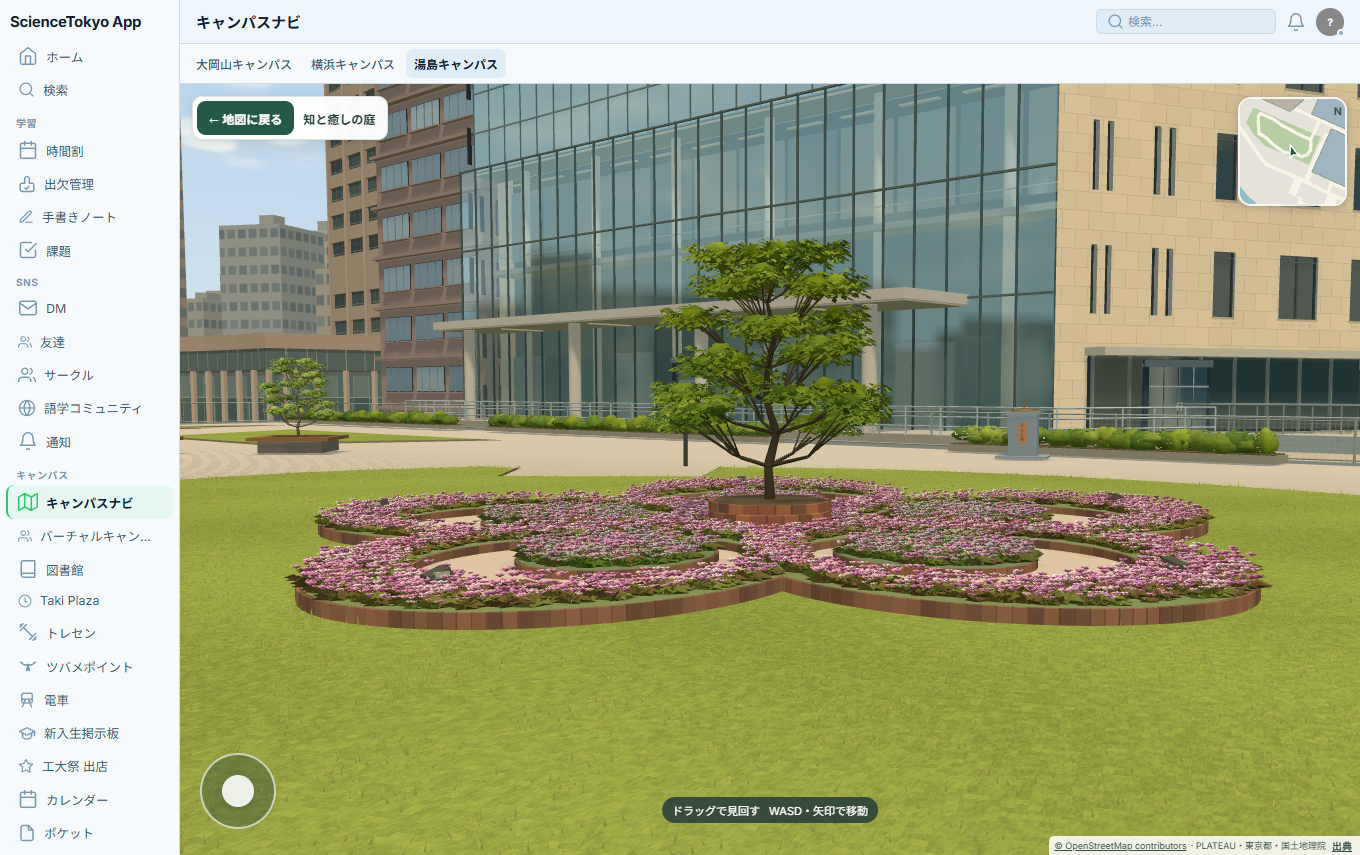 ScienceTokyo App
ホーム
検索
学習
時間割
出欠管理
手書きノート
課題
SNS
DM
友達
サークル
語学コミュニティ
通知
キャンパス
キャンパスナビ
バーチャルキャン...
図書館
Taki Plaza
トレセン
ツバメポイント
電車
新入生掲示板
工大祭 出店
カレンダー
ポケット
キャンパスナビ
検索...
?
大岡山キャンパス
横浜キャンパス
湯島キャンパス
← 地図に戻る
知と癒しの庭
N
ドラッグで見回す WASD・矢印で移動
© OpenStreetMap contributors · PLATEAU・東京都・国土地理院 出典